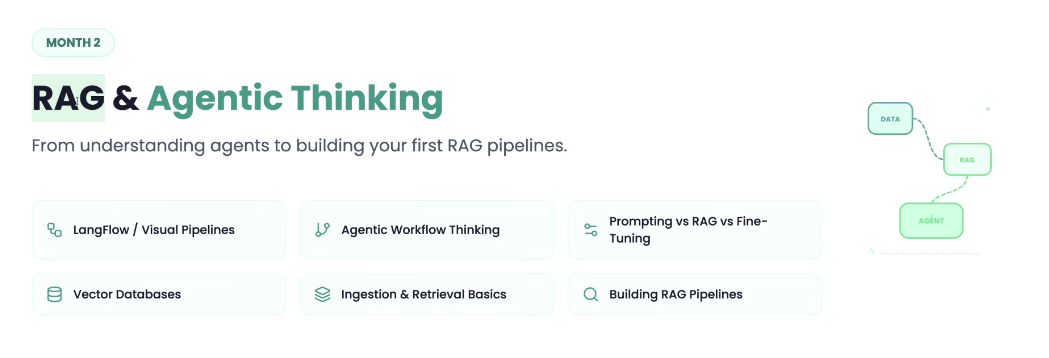 MONTH 2
RAG & Agentic Thinking
From understanding agents to building your first RAG pipelines.
LangFlow / Visual Pipelines
Agentic Workflow Thinking
Prompting vs RAG vs Fine-
Tuning
Vector Databases
Ingestion & Retrieval Basics
Building RAG Pipelines
DATA
RAG
AGENT